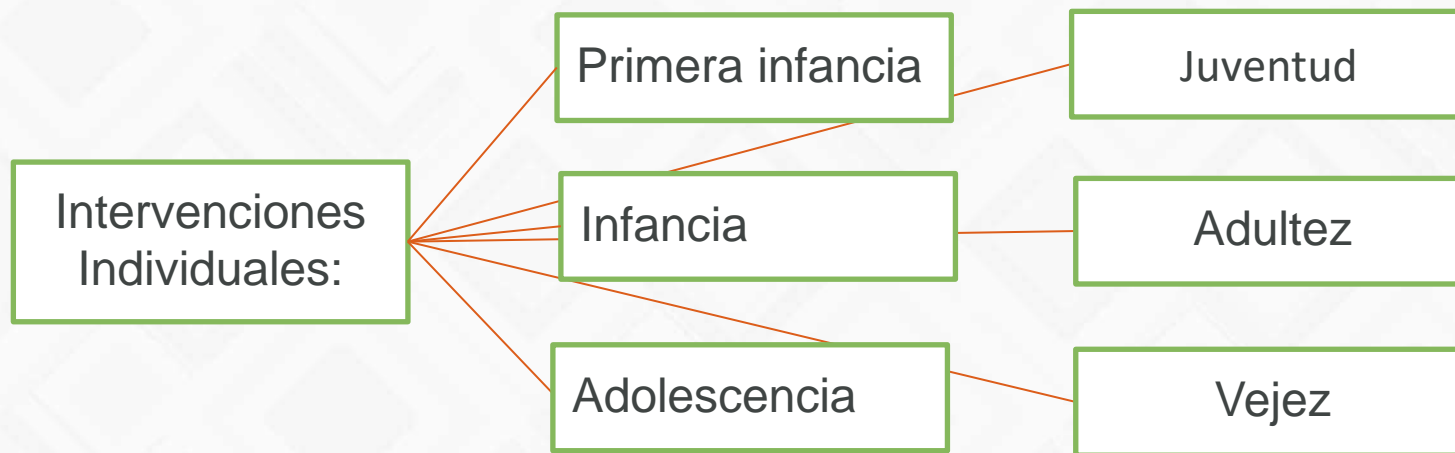 Intervenciones
Individuales:
Primera infancia
Infancia
Adolescencia
Juventud
Adultez
Vejez